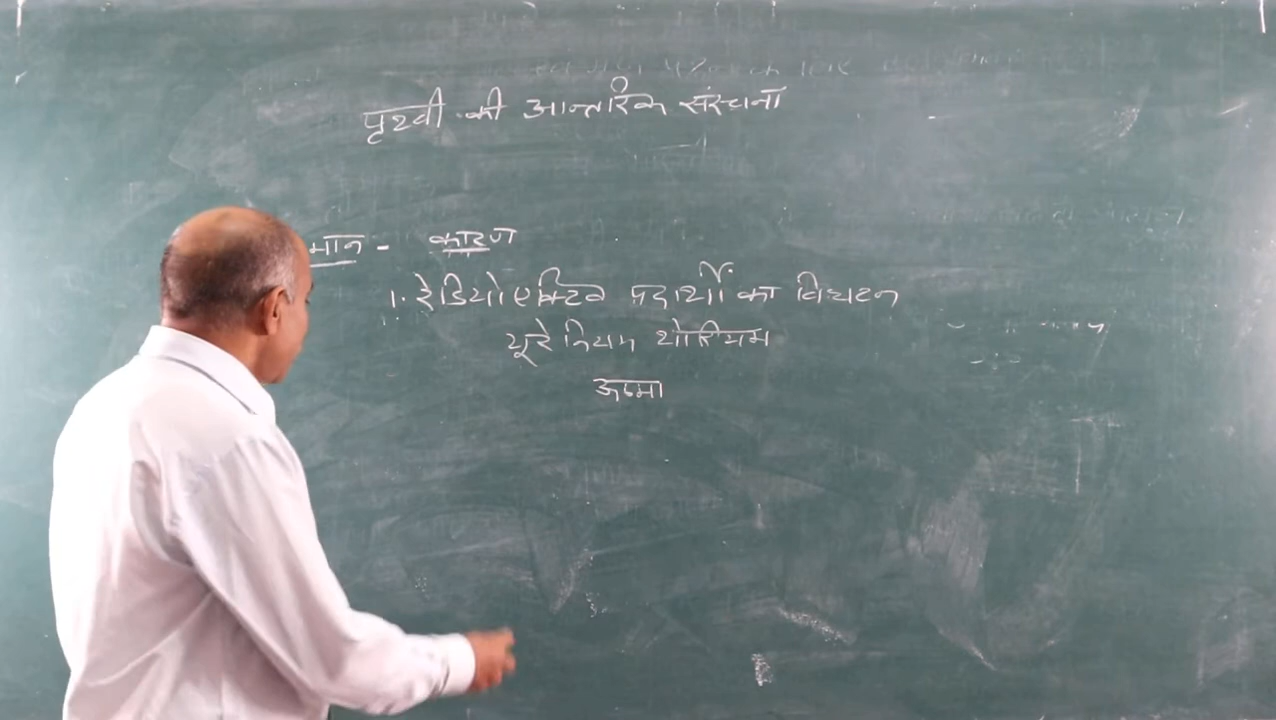 पृथ्वी की आन्तरिक संरचना
मान - कारण
1. रेडियो एक्टिव पदार्थों का विघटन
यूरेनियम थोरियम
ऊष्मा